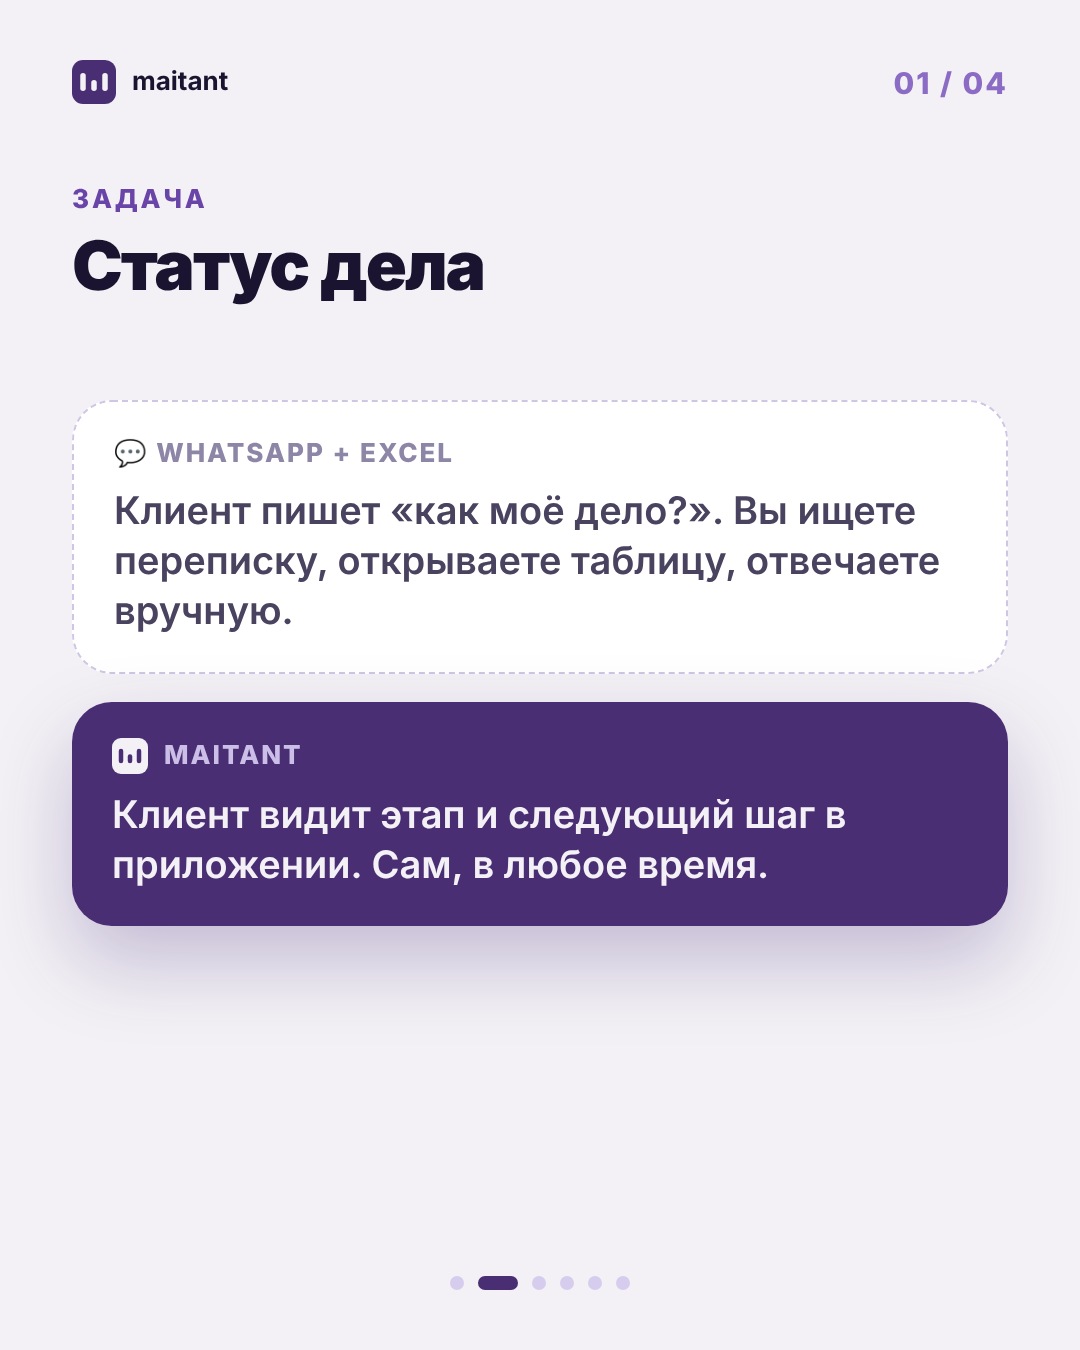 maitant
01 / 04
ЗАДАЧА
Статус дела
WHATSAPP + EXCEL
Клиент пишет «как моё дело?». Вы ищете
переписку, открываете таблицу, отвечаете
вручную.
MAITANT
Клиент видит этап и следующий шаг в
приложении. Сам, в любое время.